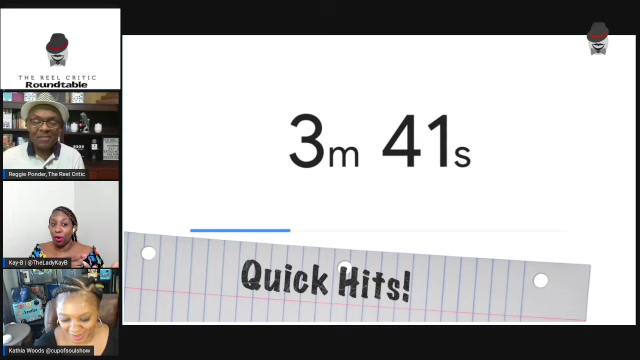 THE REEL CRITIC
Roundtable
Reggie Ponder, The Reel Critic
Kay-B | @TheLadyKayB
Kathia Woods @cupofsoulshow
3m 41s
Quick Hits!